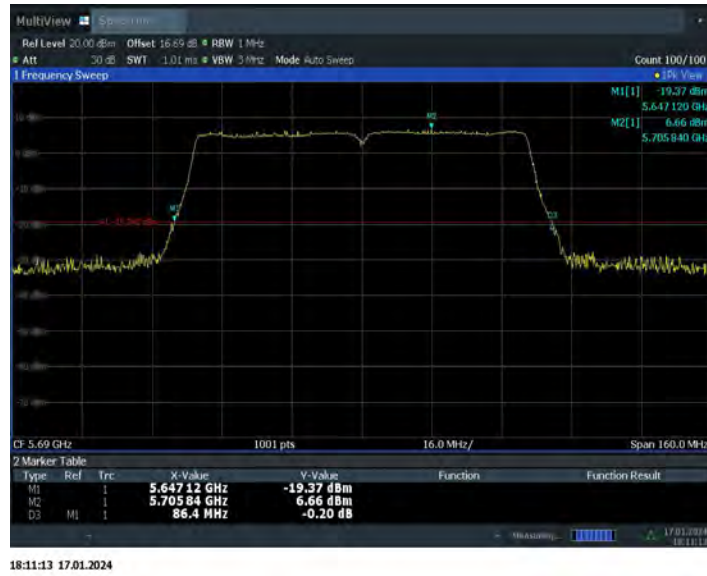 MultiView Spectrum
Ref Level 20.00 dBm Offset 16.69 dB RBW 1 MHz
Att 30 dB SWT 1.01 ms VBW 3 MHz Mode Auto Sweep Count 100/100
1 Frequency Sweep 1Pk View
M1[1] -19.37 dBm
5.647 120 GHz
M2[1] 6.66 dBm
5.705 840 GHz
M2
M1
D3
CF 5.69 GHz 1001 pts 16.0 MHz/ Span 160.0 MHz
2 Marker Table
Type Ref Trc X-Value Y-Value Function Function Result
M1 1 5.647 12 GHz -19.37 dBm
M2 1 5.705 84 GHz 6.66 dBm
D3 M1 1 86.4 MHz -0.20 dB
Measuring... 17.01.2024
18:11:13
18:11:13 17.01.2024